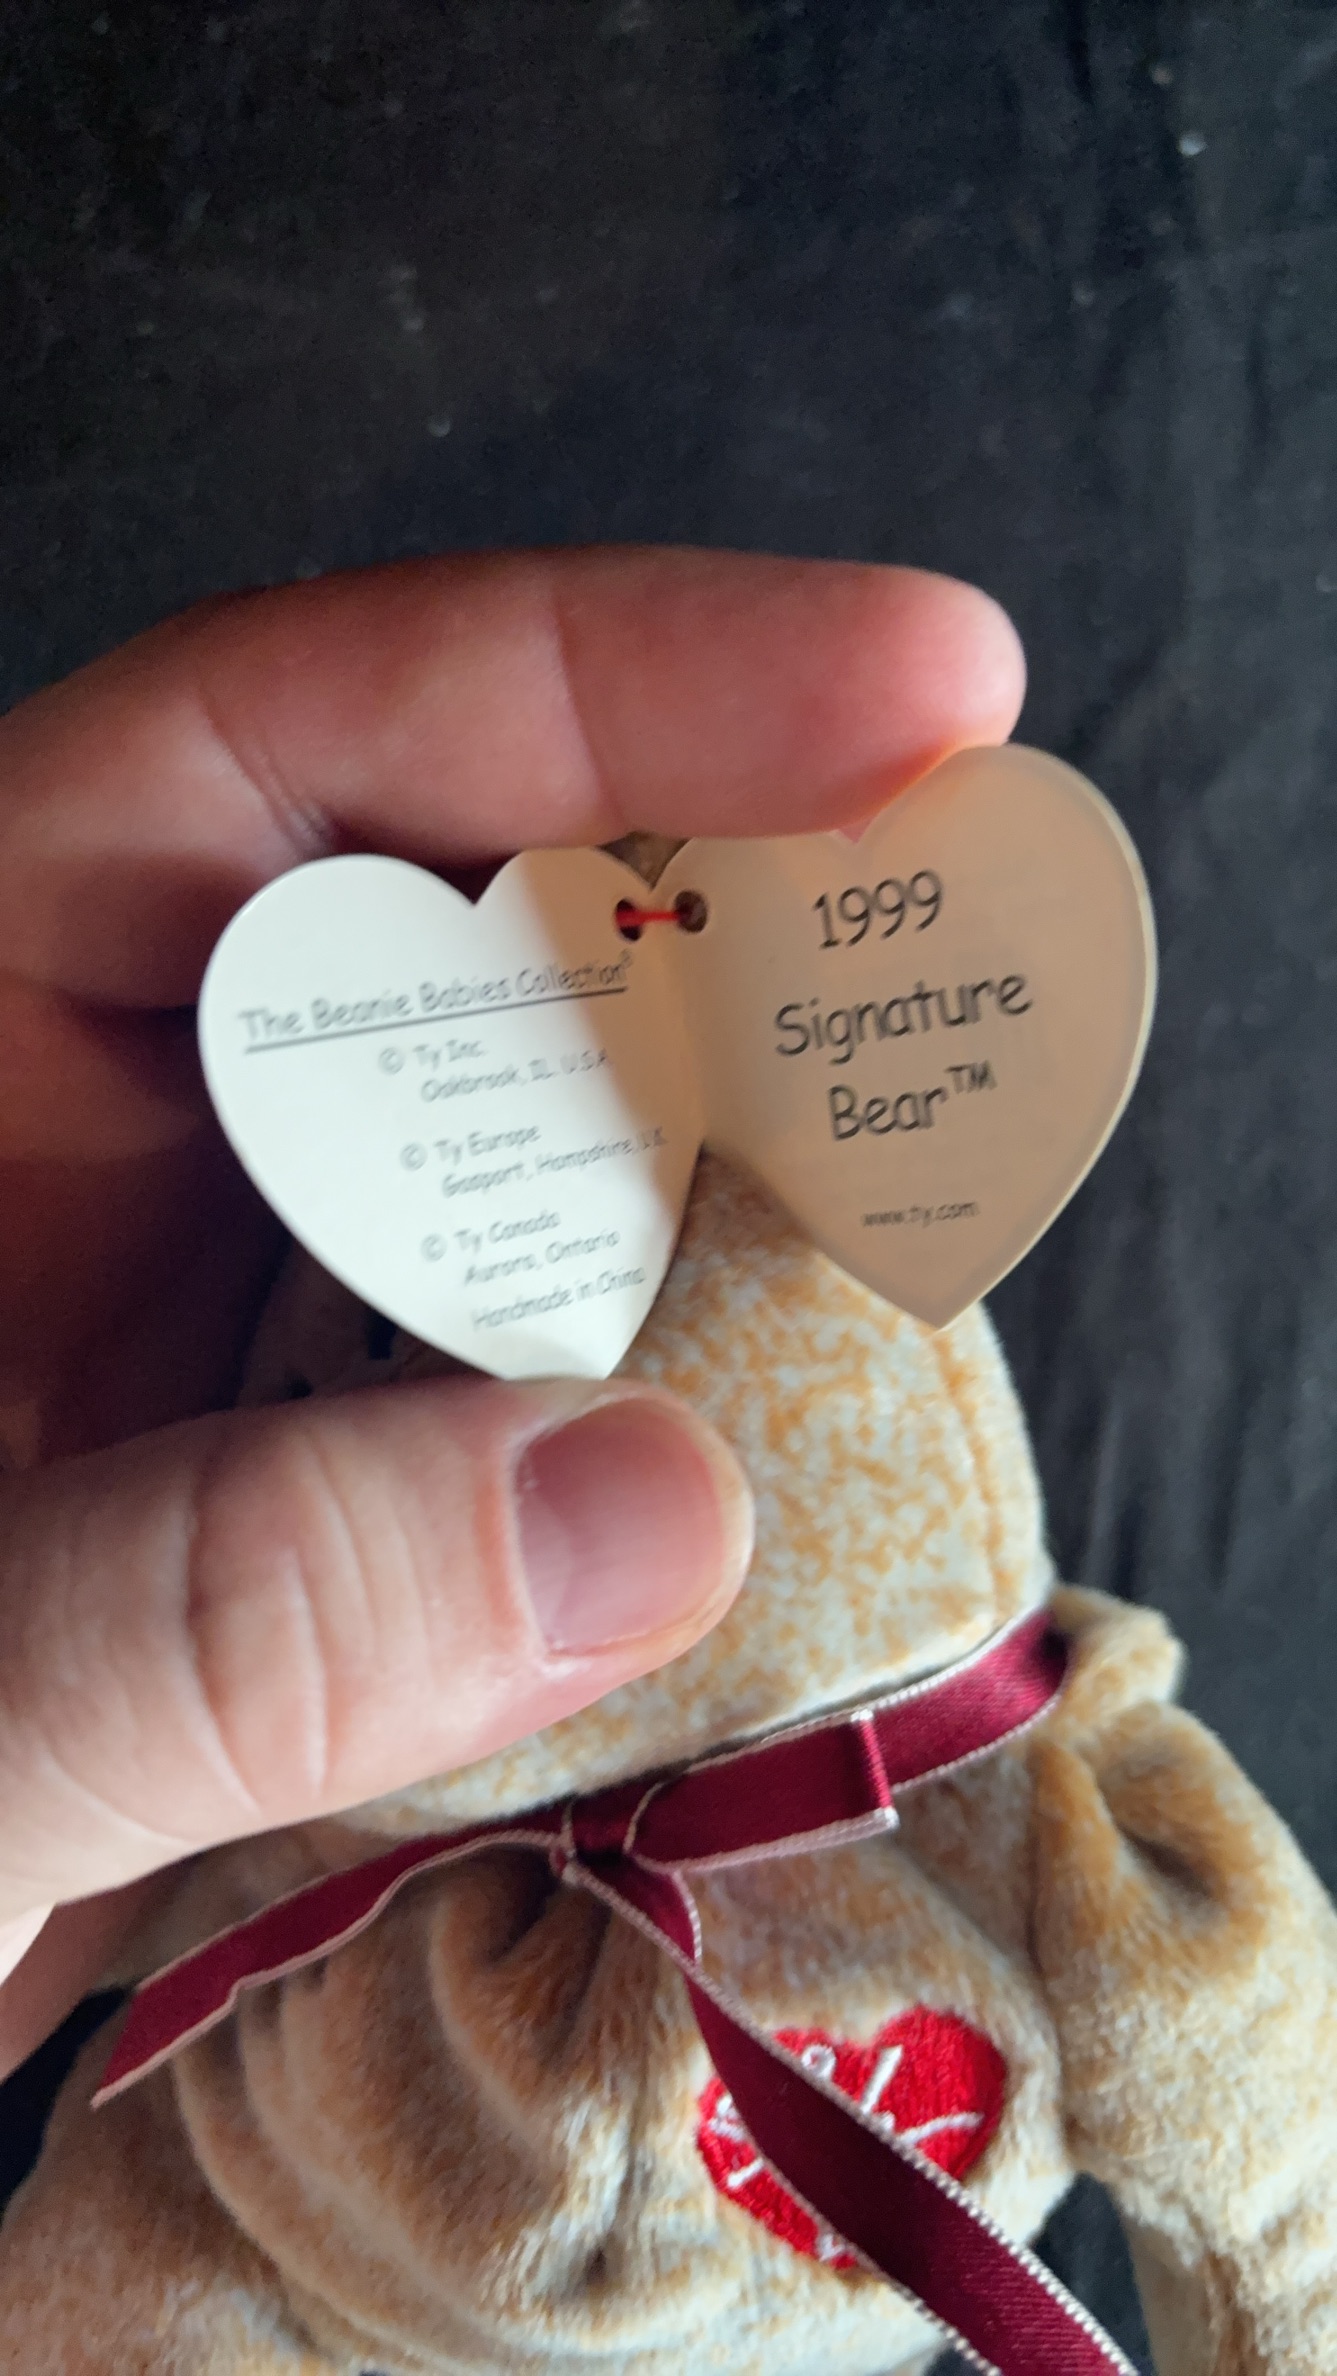 The Beanie Babies Collection®
© Ty Inc.
Oakbrook, IL. U.S.A
© Ty Europe
Gasport, Hampshire, U.K.
© Ty Canada
Aurora, Ontario
Handmade in China
1999
Signature
Bear™
www.ty.com